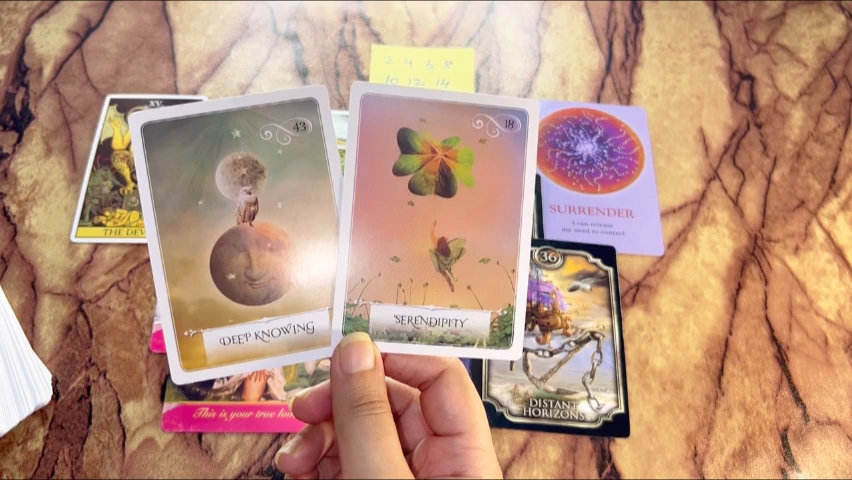 2 4 6 8
10 12 14
XV
THE DEV
43
DEEP KNOWING
18
SERENDIPITY
SURRENDER
I can release
my need to control
36
DISTANT
HORIZONS
This is your true lo